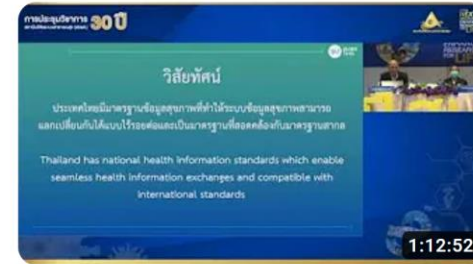 การประชุมวิชาการ 30 ปี
วิสัยทัศน์
ประเทศไทยมีมาตรฐานข้อมูลสุขภาพที่ทำให้ระบบข้อมูลสุขภาพสามารถ
แลกเปลี่ยนกันได้แบบไร้รอยต่อและเป็นมาตรฐานที่สอดคล้องกับมาตรฐานสากล
Thailand has national health information standards which enable
seamless health information exchanges and compatible with
international standards
1:12:52